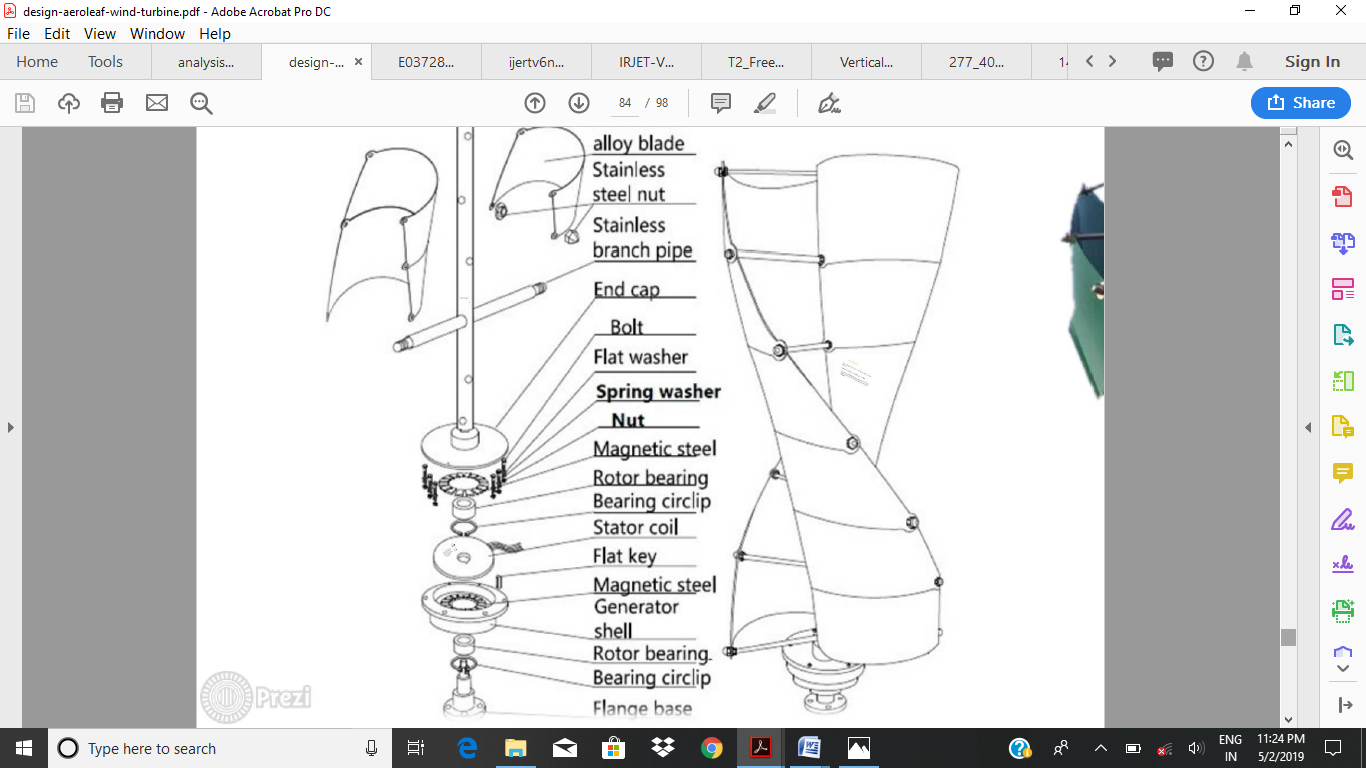 design-aeroleaf-wind-turbine.pdf - Adobe Acrobat Pro DC
File Edit View Window Help
Home Tools analysis... design-... E03728... ijertv6n... IRJET-V... T2_Free... Vertical... 277_40... Sign In
84 / 98
Share
alloy blade
Stainless
steel nut
Stainless
branch pipe
End cap
Bolt
Flat washer
Spring washer
Nut
Magnetic steel
Rotor bearing
Bearing circlip
Stator coil
Flat key
Magnetic steel
Generator
shell
Rotor bearing
Bearing circlip
Flange base
Prezi
Type here to search
ENG
IN
11:24 PM
5/2/2019